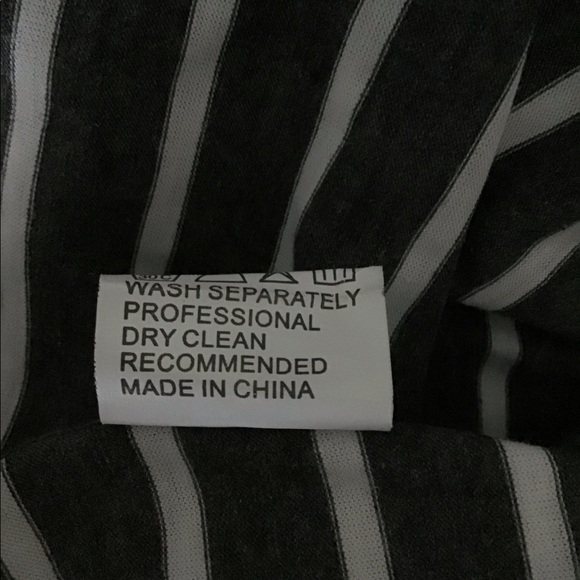 WASH SEPARATELY
PROFESSIONAL
DRY CLEAN
RECOMMENDED
MADE IN CHINA